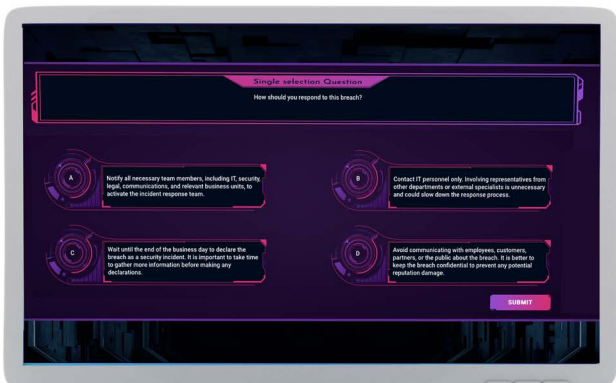 Single selection Question
How should you respond to this breach?
A
Notify all necessary team members, including IT, security,
legal, communications, and relevant business units, to
activate the incident response team.
B
Contact IT personnel only. Involving representatives from
other departments or external specialists is unnecessary
and could slow down the response process.
C
Wait until the end of the business day to declare the
breach as a security incident. It is important to take time
to gather more information before making any
declarations.
D
Avoid communicating with employees, customers,
partners, or the public about the breach. It is better to
keep the breach confidential to prevent any potential
reputation damage.
SUBMIT